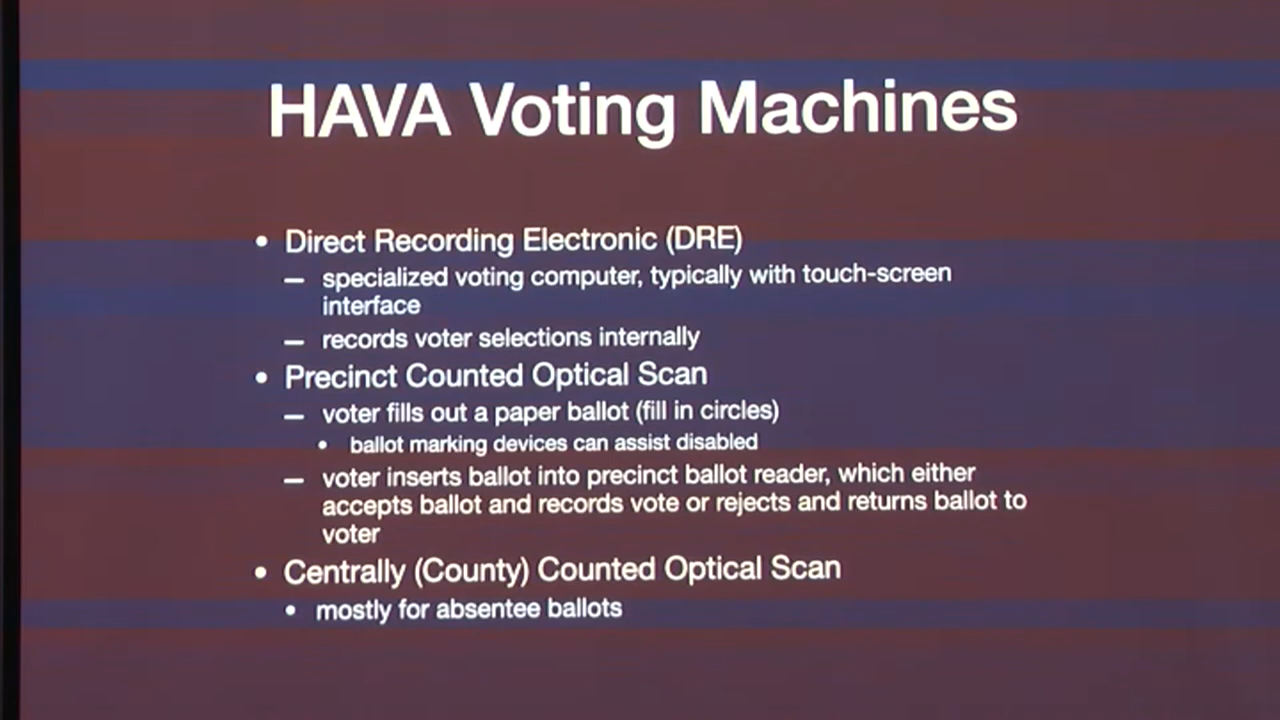 HAVA Voting Machines
• Direct Recording Electronic (DRE)
— specialized voting computer, typically with touch-screen
interface
— records voter selections internally
• Precinct Counted Optical Scan
— voter fills out a paper ballot (fill in circles)
• ballot marking devices can assist disabled
— voter inserts ballot into precinct ballot reader, which either
accepts ballot and records vote or rejects and returns ballot to
voter
• Centrally (County) Counted Optical Scan
• mostly for absentee ballots